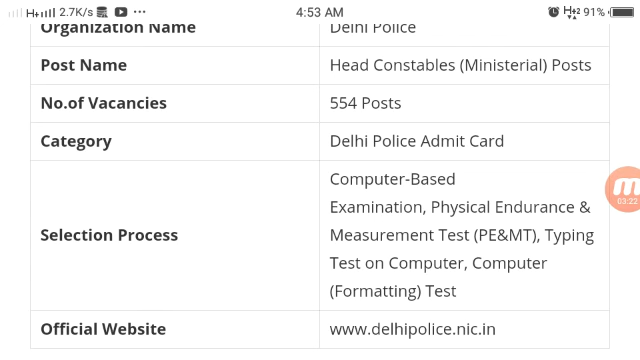 2.7K/s ... 4:53 AM 91%
Organization Name Delhi Police
Post Name Head Constables (Ministerial) Posts
No.of Vacancies 554 Posts
Category Delhi Police Admit Card
Computer-Based
Examination, Physical Endurance &
Selection Process Measurement Test (PE&MT), Typing
Test on Computer, Computer
(Formatting) Test
Official Website www.delhipolice.nic.in
m
03:22